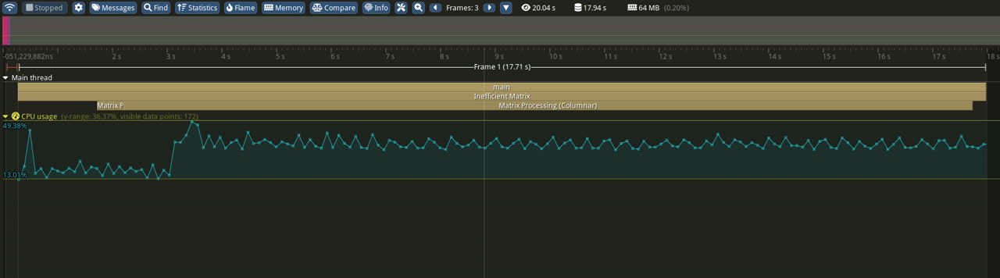 Stopped Messages Find Statistics Flame Memory Compare Info Frames: 3 20.04 s 17.94 s 64 MB (0.20%)
-051,229,882ns 2 s 3 s 4 s 5 s 6 s 7 s 8 s 9 s 10 s 11 s 12 s 13 s 14 s 15 s 16 s 17 s 18 s
Frame 1 (17.71 s)
Main thread
main
Inefficient Matrix
Matrix P Matrix Processing (Columnar)
CPU usage (y-range: 36.37%, visible data points: 172)
49.38%
13.01%